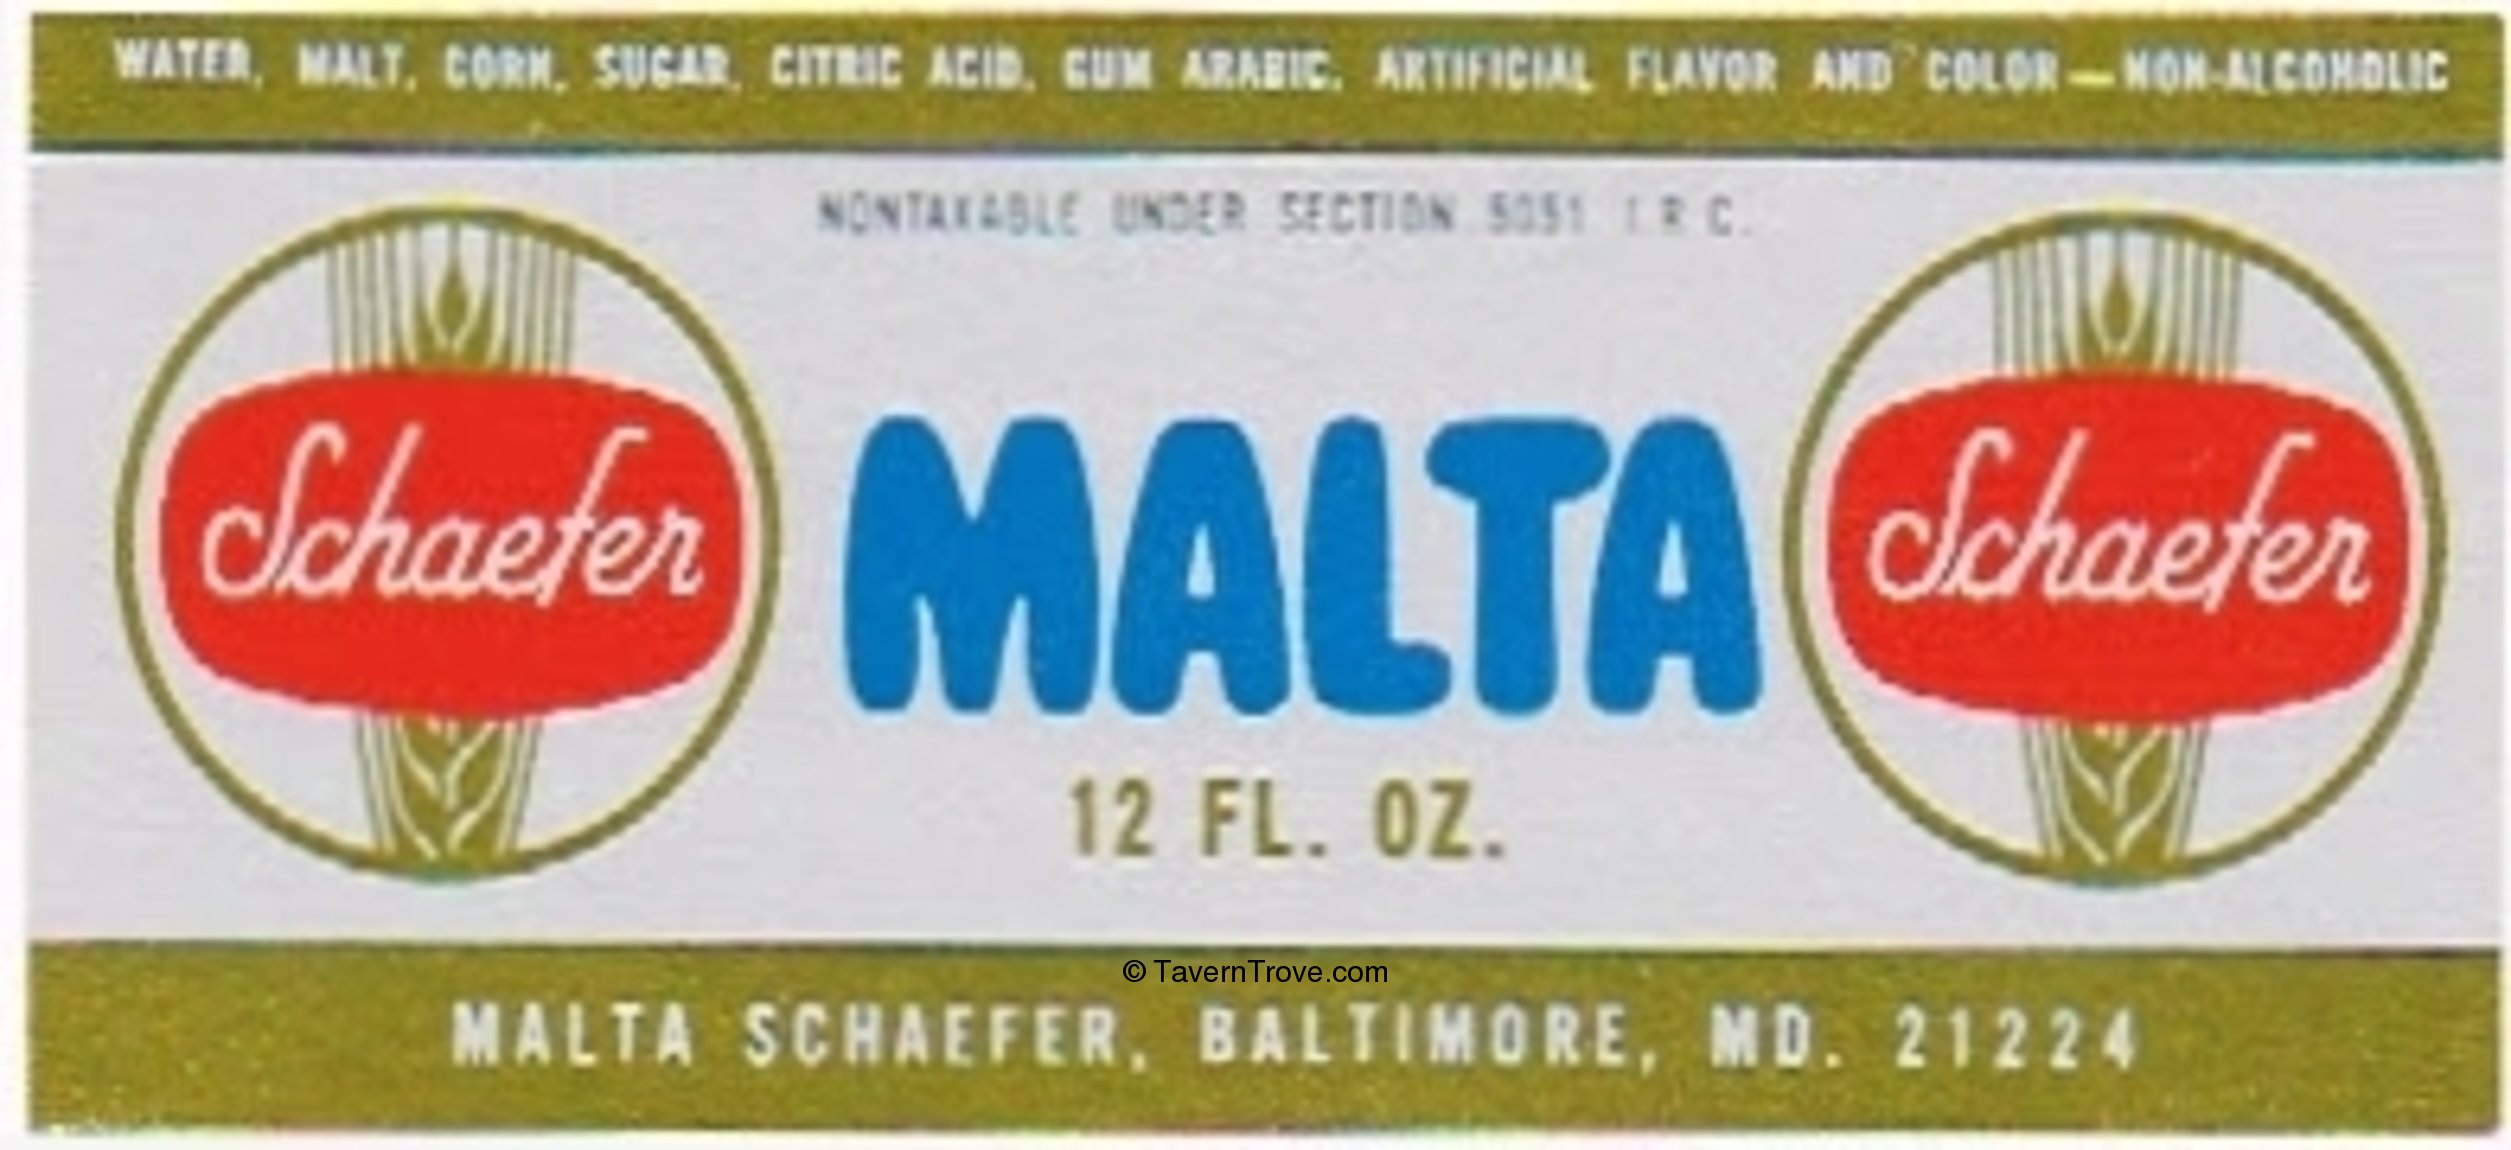 WATER, MALT, CORN, SUGAR, CITRIC ACID, GUM ARABIC, ARTIFICIAL FLAVOR AND COLOR — NON-ALCOHOLIC
NONTAXABLE UNDER SECTION 5051 I.R.C.
Schaefer
MALTA
Schaefer
12 FL. OZ.
© TavernTrove.com
MALTA SCHAEFER, BALTIMORE, MD. 21224